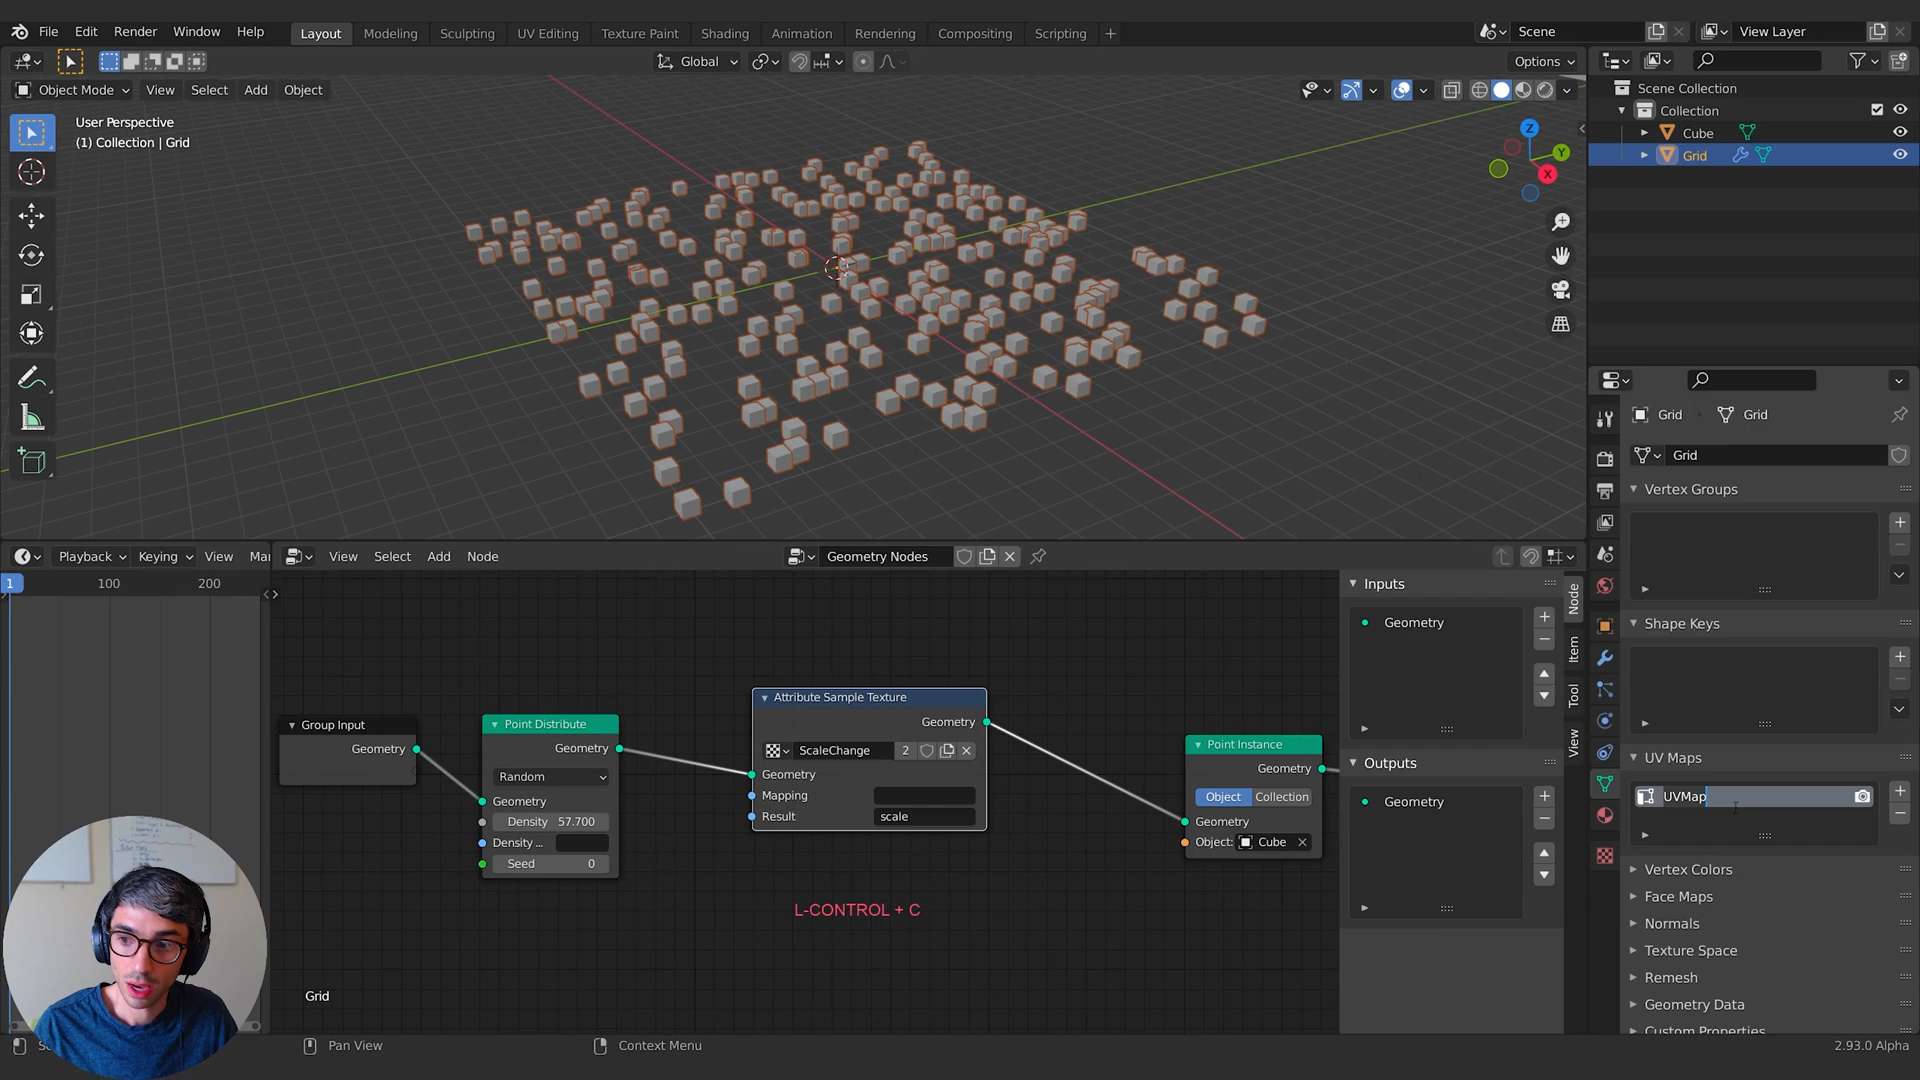 File Edit Render Window Help Layout Modeling Sculpting UV Editing Texture Paint Shading Animation Rendering Compositing Scripting + Scene View Layer
Global Options
Object Mode View Select Add Object
User Perspective
(1) Collection | Grid
Z
Y
X
Scene Collection
Collection
Cube
Grid
Grid Grid
Grid
Vertex Groups
Shape Keys
UV Maps
UVMap
Vertex Colors
Face Maps
Normals
Texture Space
Remesh
Geometry Data
Custom Properties
Playback Keying View Mar View Select Add Node Geometry Nodes
1 100 200
Group Input
Geometry
Point Distribute
Geometry
Random
Geometry
Density 57.700
Density ...
Seed 0
Attribute Sample Texture
Geometry
ScaleChange 2
Geometry
Mapping
Result scale
Point Instance
Geometry
Object Collection
Geometry
Object: Cube
Inputs
Geometry
Outputs
Geometry
Node
Item
Tool
View
L-CONTROL + C
Grid
Pan View Context Menu 2.93.0 Alpha